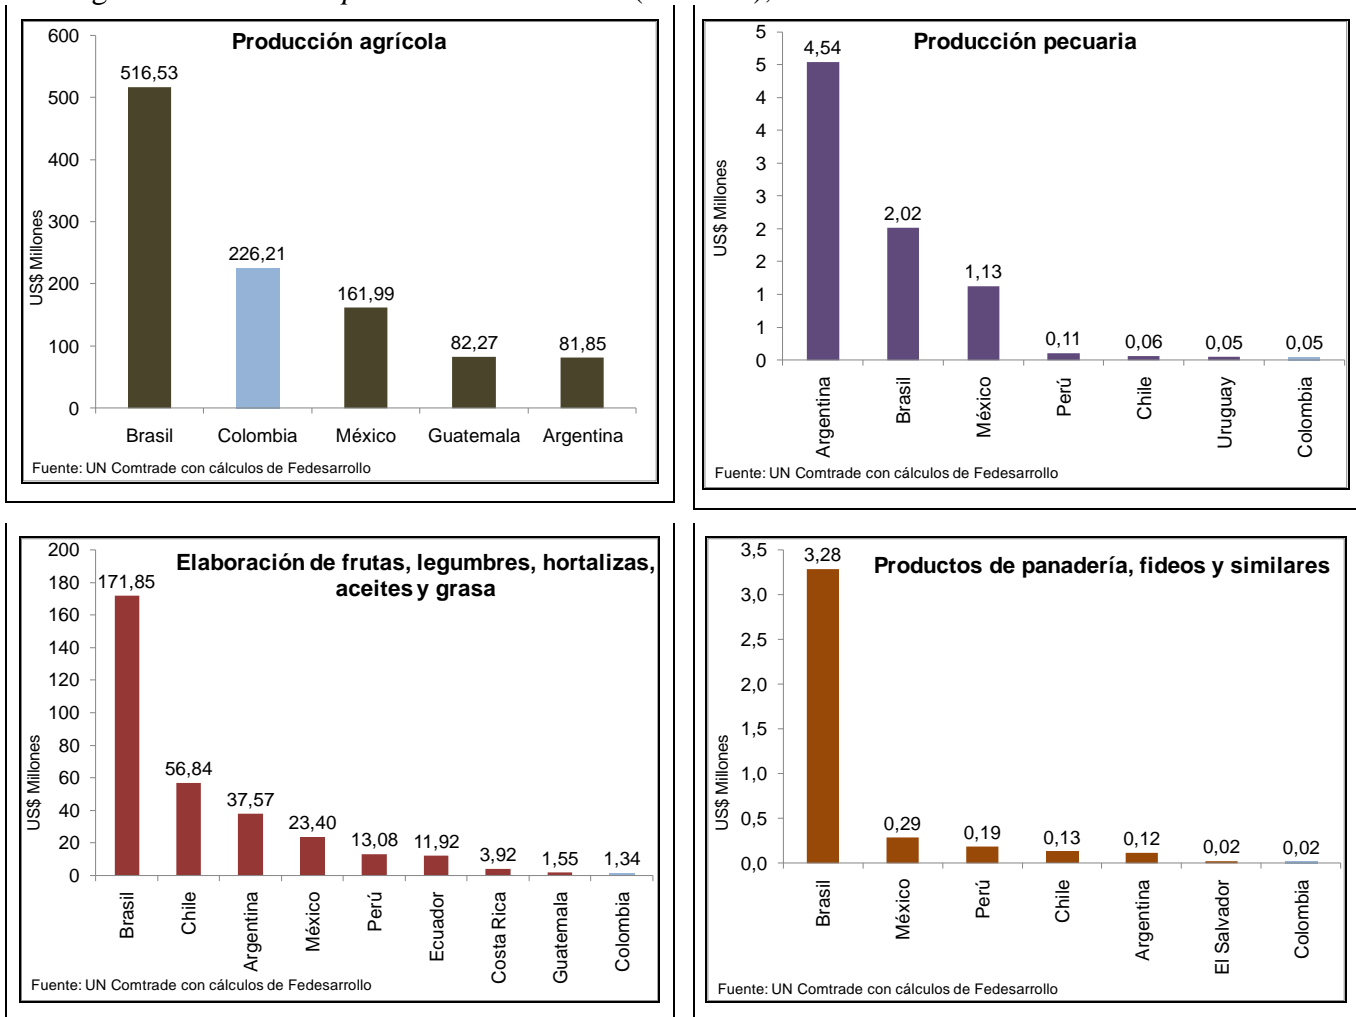 Producción agrícola
600
500
400
300
200
100
0
US$ Millones
516,53
226,21
161,99
82,27
81,85
Brasil
Colombia
México
Guatemala
Argentina
Fuente: UN Comtrade con cálculos de Fedesarrollo
Producción pecuaria
5
5
4
4
3
3
2
2
1
1
0
US$ Millones
4,54
2,02
1,13
0,11
0,06
0,05
0,05
Argentina
Brasil
México
Perú
Chile
Uruguay
Colombia
Fuente: UN Comtrade con cálculos de Fedesarrollo
Elaboración de frutas, legumbres, hortalizas,
aceites y grasa
200
180
160
140
120
100
80
60
40
20
0
US$ Millones
171,85
56,84
37,57
23,40
13,08
11,92
3,92
1,55
1,34
Brasil
Chile
Argentina
México
Perú
Ecuador
Costa Rica
Guatemala
Colombia
Fuente: UN Comtrade con cálculos de Fedesarrollo
Productos de panadería, fideos y similares
3,5
3,0
2,5
2,0
1,5
1,0
0,5
0,0
US$ Millones
3,28
0,29
0,19
0,13
0,12
0,02
0,02
Brasil
México
Perú
Chile
Argentina
El Salvador
Colombia
Fuente: UN Comtrade con cálculos de Fedesarrollo